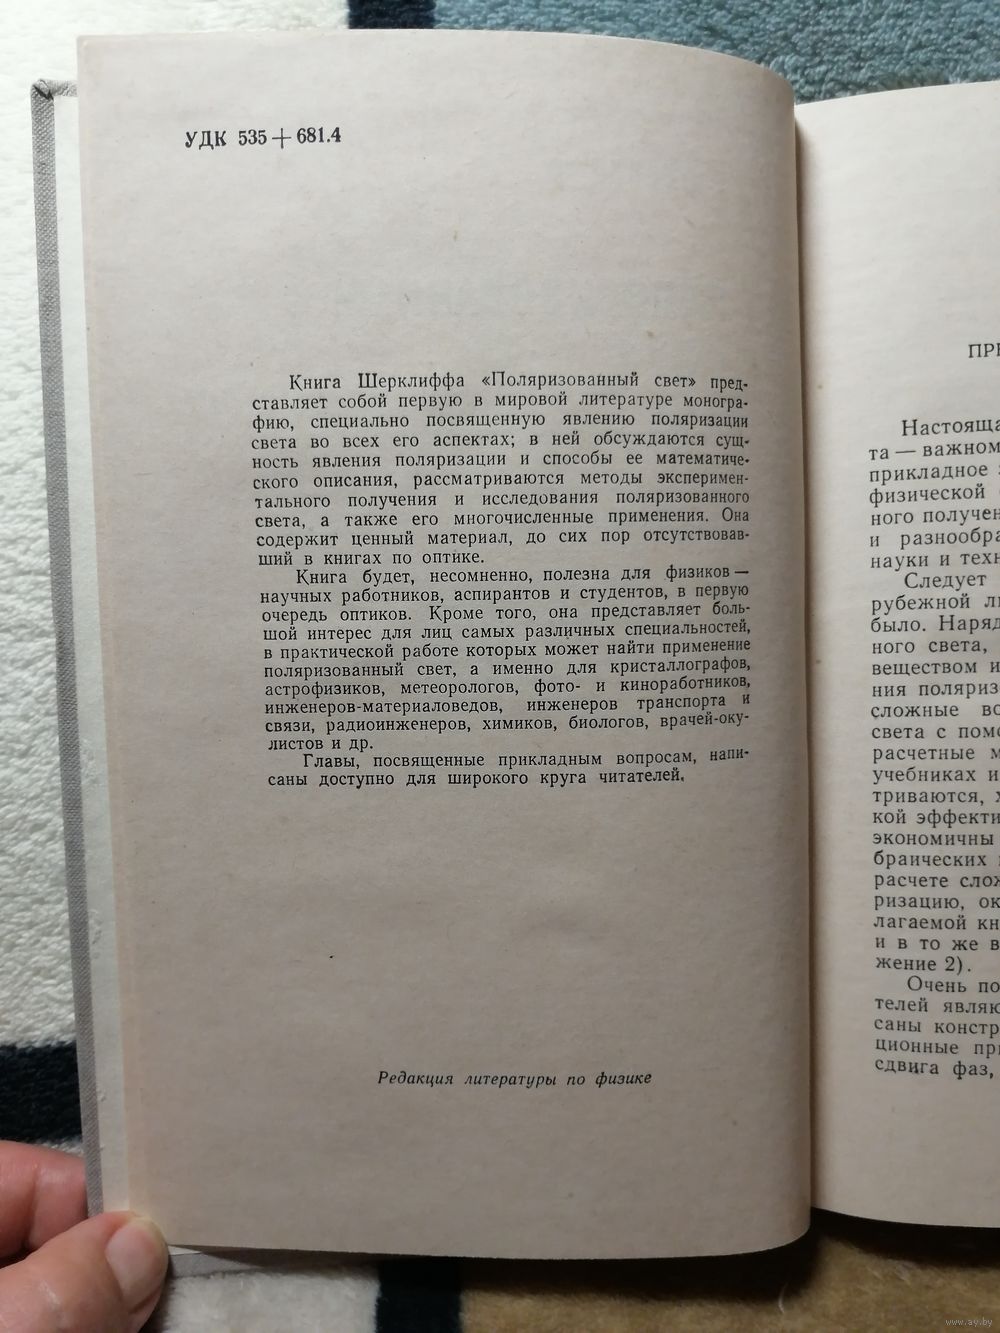 УДК 535+681.4
Книга Шерклиффа «Поляризованный свет» пред-
ставляет собой первую в мировой литературе моногра-
фию, специально посвященную явлению поляризации
света во всех его аспектах; в ней обсуждаются сущ-
ность явления поляризации и способы ее математиче-
ского описания, рассматриваются методы эксперимен-
тального получения и исследования поляризованного
света, а также его многочисленные применения. Она
содержит ценный материал, до сих пор отсутствовав-
ший в книгах по оптике.
Книга будет, несомненно, полезна для физиков —
научных работников, аспирантов и студентов, в первую
очередь оптиков. Кроме того, она представляет боль-
шой интерес для лиц самых различных специальностей,
в практической работе которых может найти применение
поляризованный свет, а именно для кристаллографов,
астрофизиков, метеорологов, фото- и киноработников,
инженеров-материаловедов, инженеров транспорта и
связи, радиоинженеров, химиков, биологов, врачей-оку-
листов и др.
Главы, посвященные прикладным вопросам, напи-
саны доступно для широкого круга читателей.
Редакция литературы по физике
ПРЕ
Настояща
та — важном
прикладное
физической
ного получен
и разнообра
науки и техн
Следует
рубежной ли
было. Наряд
ного света,
веществом и
ния поляриз
сложные во
света с помо
расчетные м
учебниках и
триваются, х
кой эффекти
экономичны
браических
расчете слож
ризацию, ок
лагаемой кн
и в то же в
жение 2).
Очень по
телей являю
саны констр
ционные при
сдвига фаз,
www.ay.by